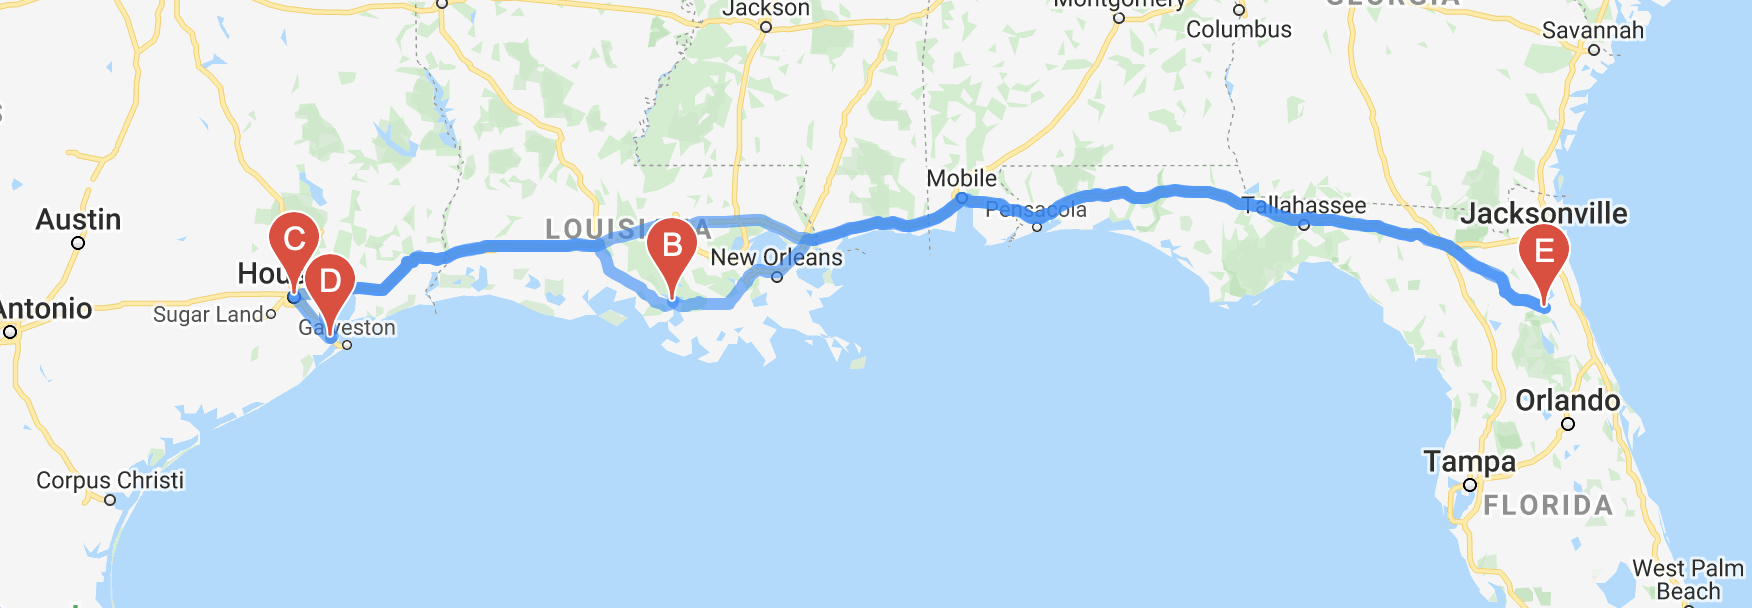 Jackson
Montgomery
Columbus
GEORGIA
Savannah
Austin
LOUISI
A
Mobile
Pensacola
Tallahassee
Jacksonville
C
B
E
D
Hou
New Orleans
Antonio
Sugar Land
Galveston
Orlando
Tampa
Corpus Christi
FLORIDA
West Palm
Beach